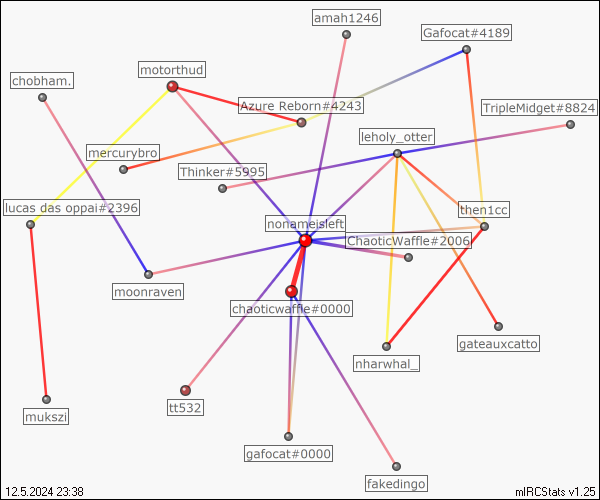 amah1246
Gafocat#4189
motorthud
chobham.
Azure Reborn#4243
TripleMidget#8824
leholy_otter
mercurybro
Thinker#5995
lucas das oppai#2396
then1cc
nonameisleft
ChaoticWaffle#2006
moonraven
chaoticwaffle#0000
gateauxcatto
nharwhal_
tt532
mukszi
gafocat#0000
fakedingo
12.5.2024 23:38
mIRCStats v1.25